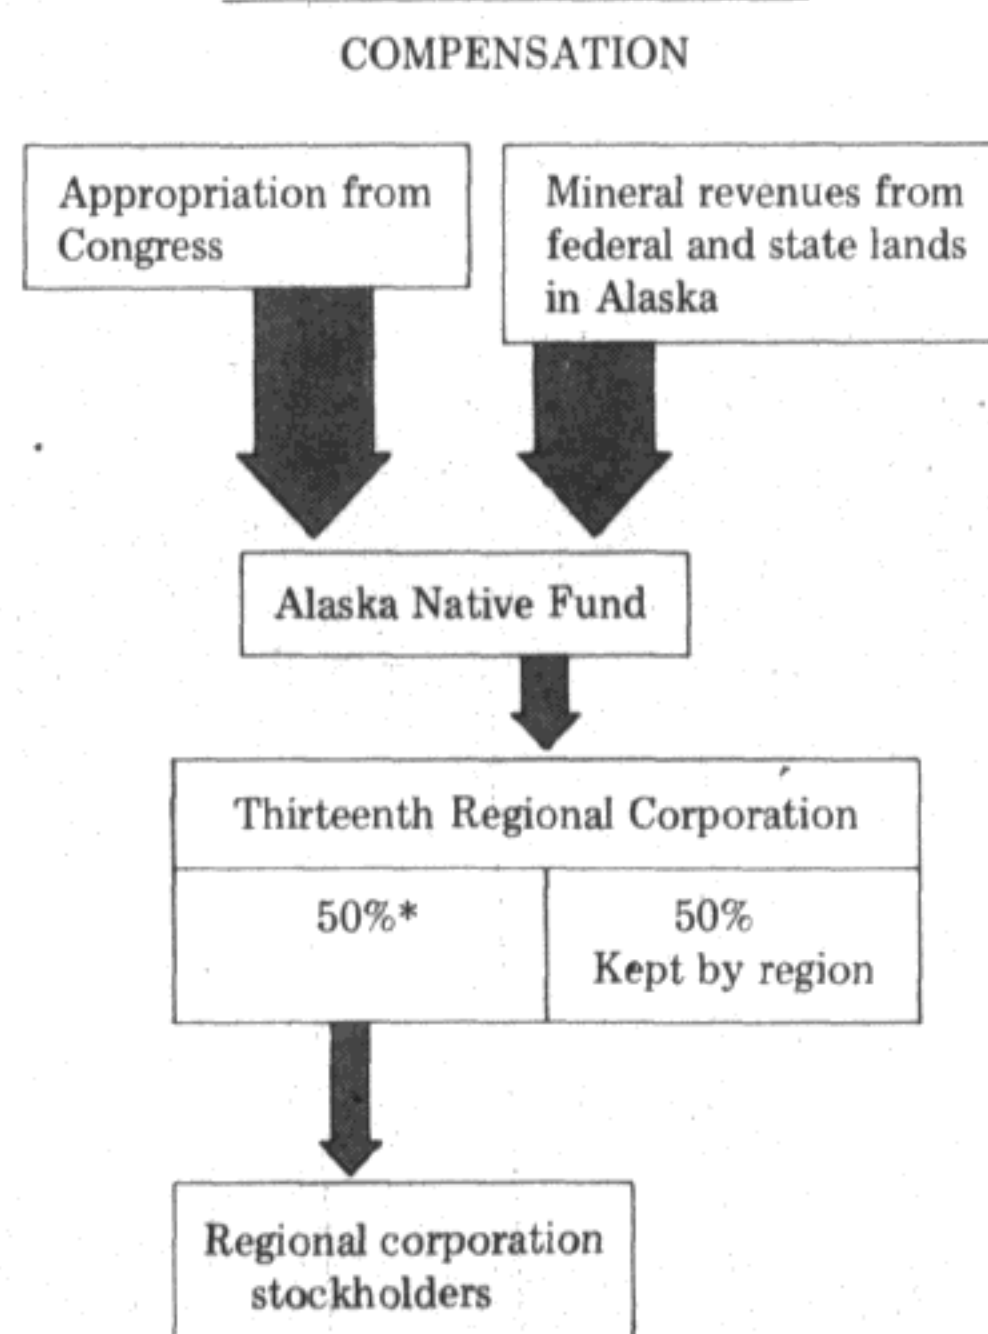 COMPENSATION
Appropriation from
Congress
Mineral revenues from
federal and state lands
in Alaska
Alaska Native Fund
Thirteenth Regional Corporation
50%*
50%
Kept by region
Regional corporation
stockholders